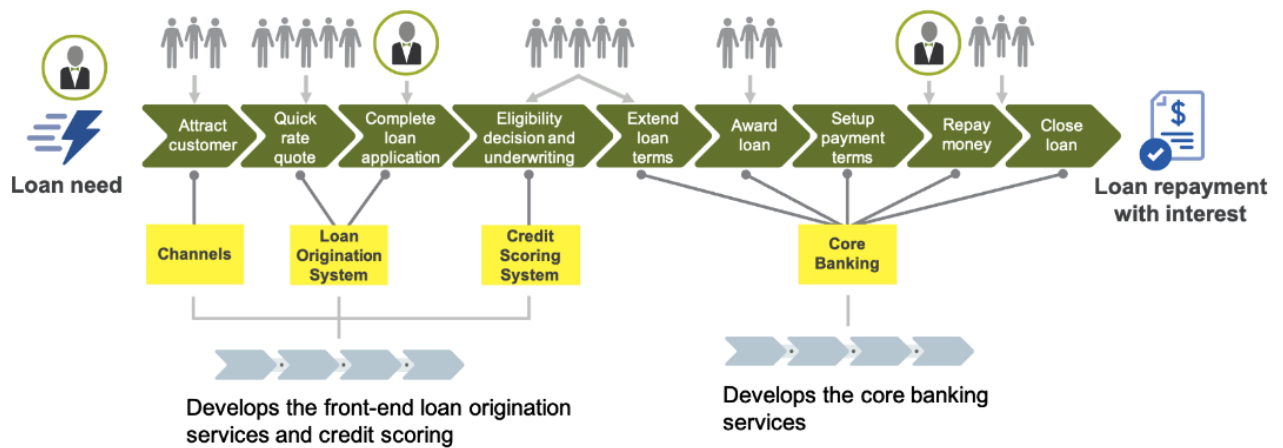 Attract
customer
Quick
rate
quote
Complete
loan
application
Eligibility
decision and
underwriting
Extend
loan
terms
Award
loan
Setup
payment
terms
Repay
money
Close
loan
Loan need
$
Loan repayment
with interest
Channels
Loan
Origination
System
Credit
Scoring
System
Core
Banking
Develops the front-end loan origination
services and credit scoring
Develops the core banking
services